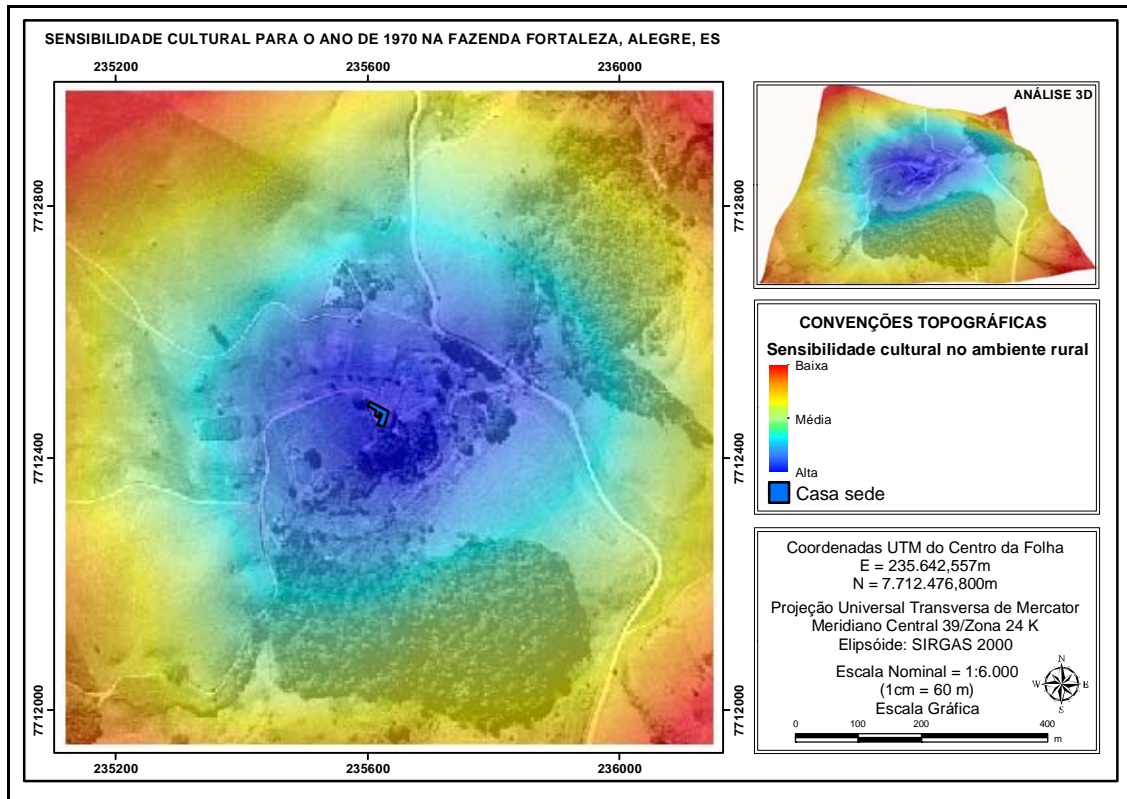 SENSIBILIDADE CULTURAL PARA O ANO DE 1970 NA FAZENDA FORTALEZA, ALEGRE, ES
235200 235600 236000
7712800
7712400
7712000
7712800
7712400
7712000
235200 235600 236000
ANÁLISE 3D
CONVENÇÕES TOPOGRÁFICAS
Sensibilidade cultural no ambiente rural
Baixa
Média
Alta
Casa sede
Coordenadas UTM do Centro da Folha
E = 235.642,557m
N = 7.712.476,800m
Projeção Universal Transversa de Mercator
Meridiano Central 39/Zona 24 K
Elipsóide: SIRGAS 2000
Escala Nominal = 1:6.000
(1cm = 60 m)
Escala Gráfica
N
W E
S
0 100 200 400
m